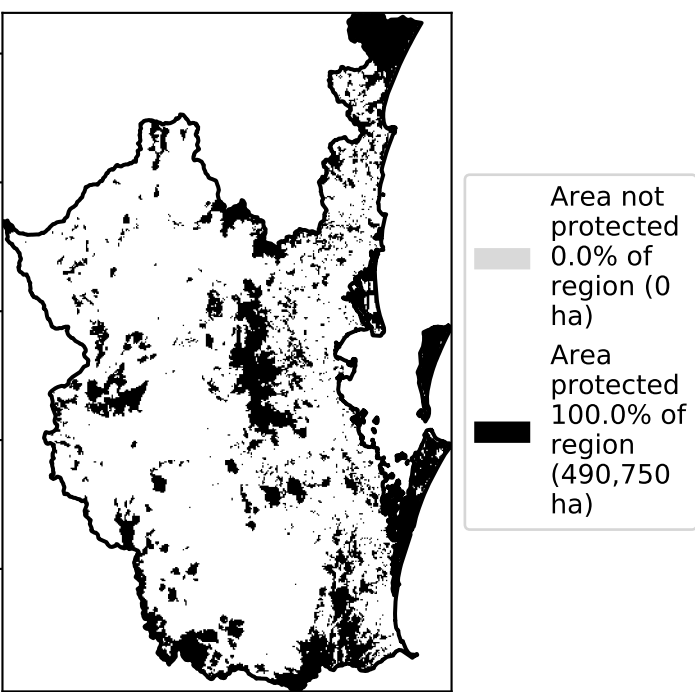 Area not
protected
0.0% of
region (0
ha)
Area
protected
100.0% of
region
(490,750
ha)